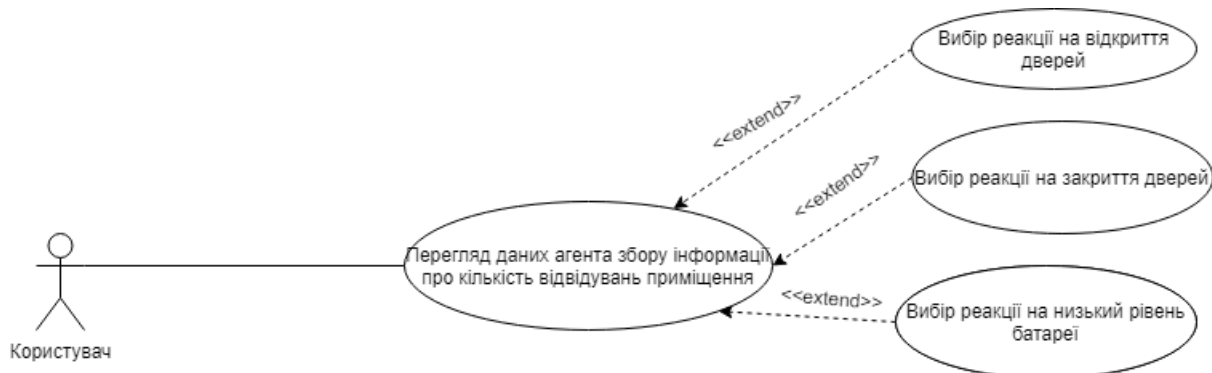 Вибір реакції на відкриття
дверей
<<extend>>
<<extend>>
Вибір реакції на закриття дверей
Перегляд даних агента збору інформації
про кількість відвідувань приміщення
<<extend>>
Вибір реакції на низький рівень
батареї
Користувач